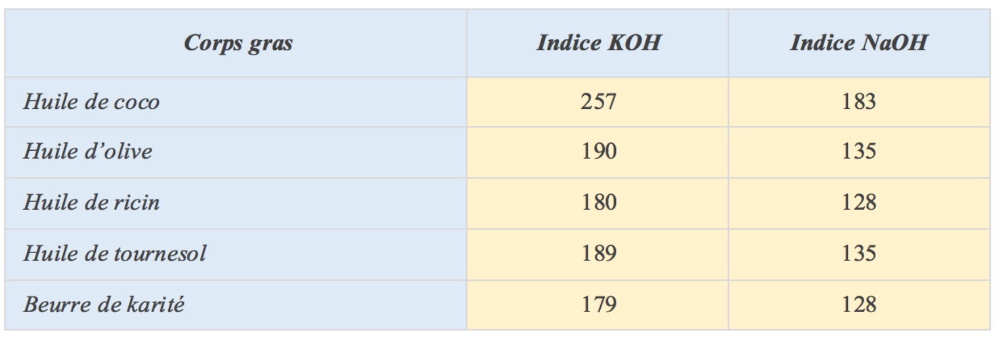 Corps gras Indice KOH Indice NaOH
Huile de coco 257 183
Huile d’olive 190 135
Huile de ricin 180 128
Huile de tournesol 189 135
Beurre de karité 179 128